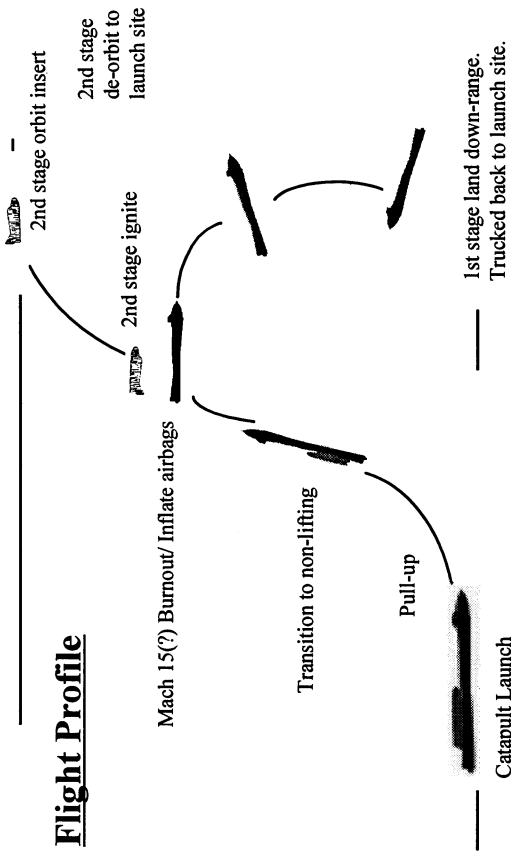 Flight Profile
2nd stage orbit insert
2nd stage
de-orbit to
launch site
2nd stage ignite
Mach 15(?) Burnout/ Inflate airbags
Transition to non-lifting
Pull-up
Catapult Launch
1st stage land down-range.
Trucked back to launch site.